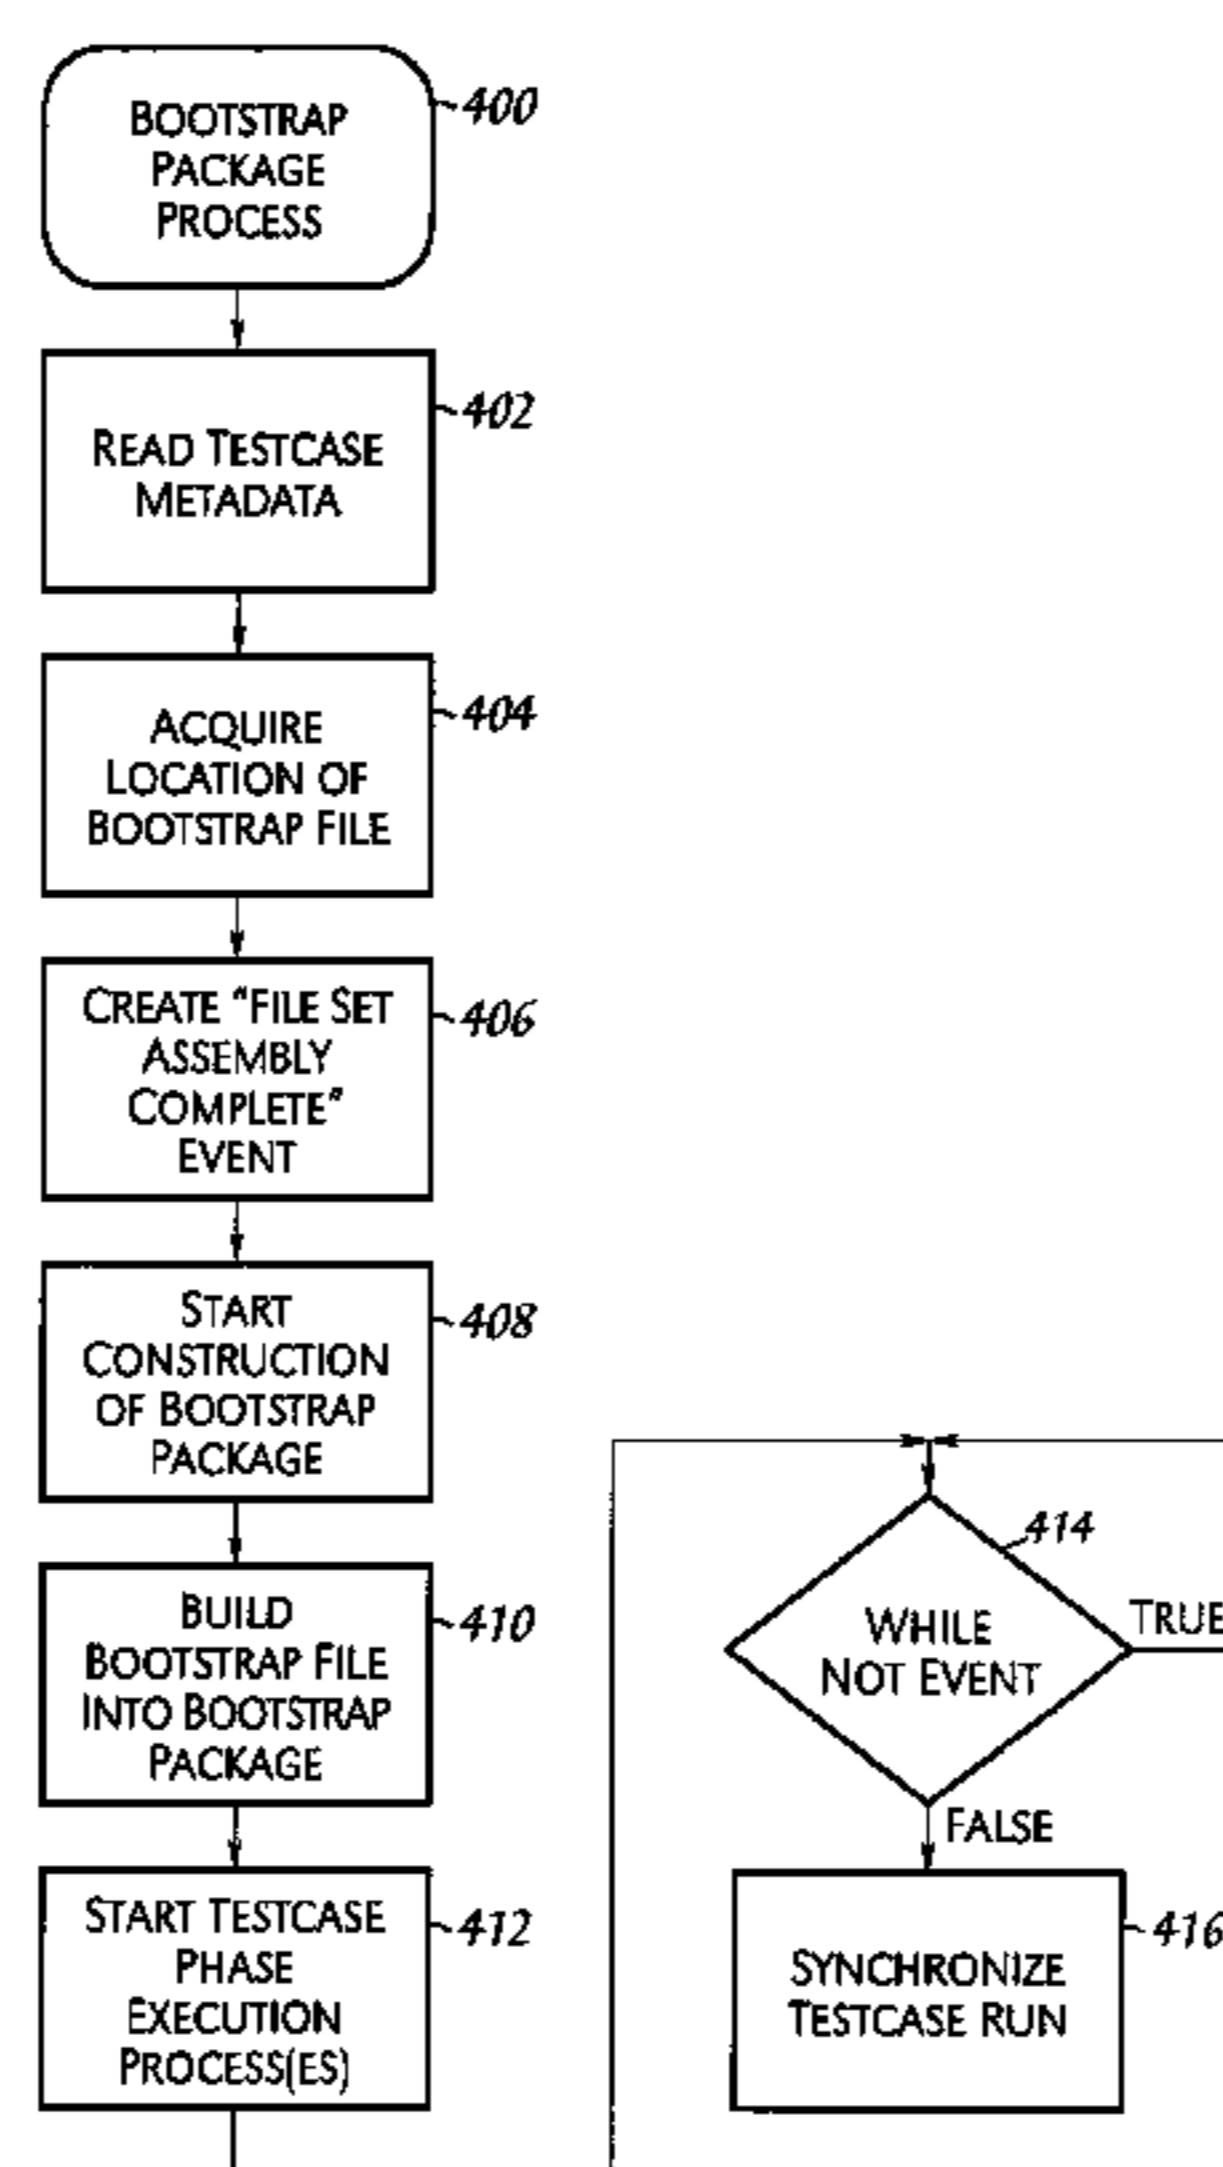 BOOTSTRAP
PACKAGE
PROCESS
400
READ TESTCASE
METADATA
402
ACQUIRE
LOCATION OF
BOOTSTRAP FILE
404
CREATE "FILE SET
ASSEMBLY
COMPLETE"
EVENT
406
START
CONSTRUCTION
OF BOOTSTRAP
PACKAGE
408
BUILD
BOOTSTRAP FILE
INTO BOOTSTRAP
PACKAGE
410
START TESTCASE
PHASE
EXECUTION
PROCESS(ES)
412
WHILE
NOT EVENT
414
TRUE
FALSE
SYNCHRONIZE
TESTCASE RUN
416